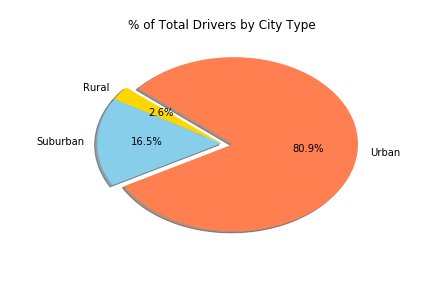 % of Total Drivers by City Type
Rural
2.6%
Suburban
16.5%
80.9%
Urban